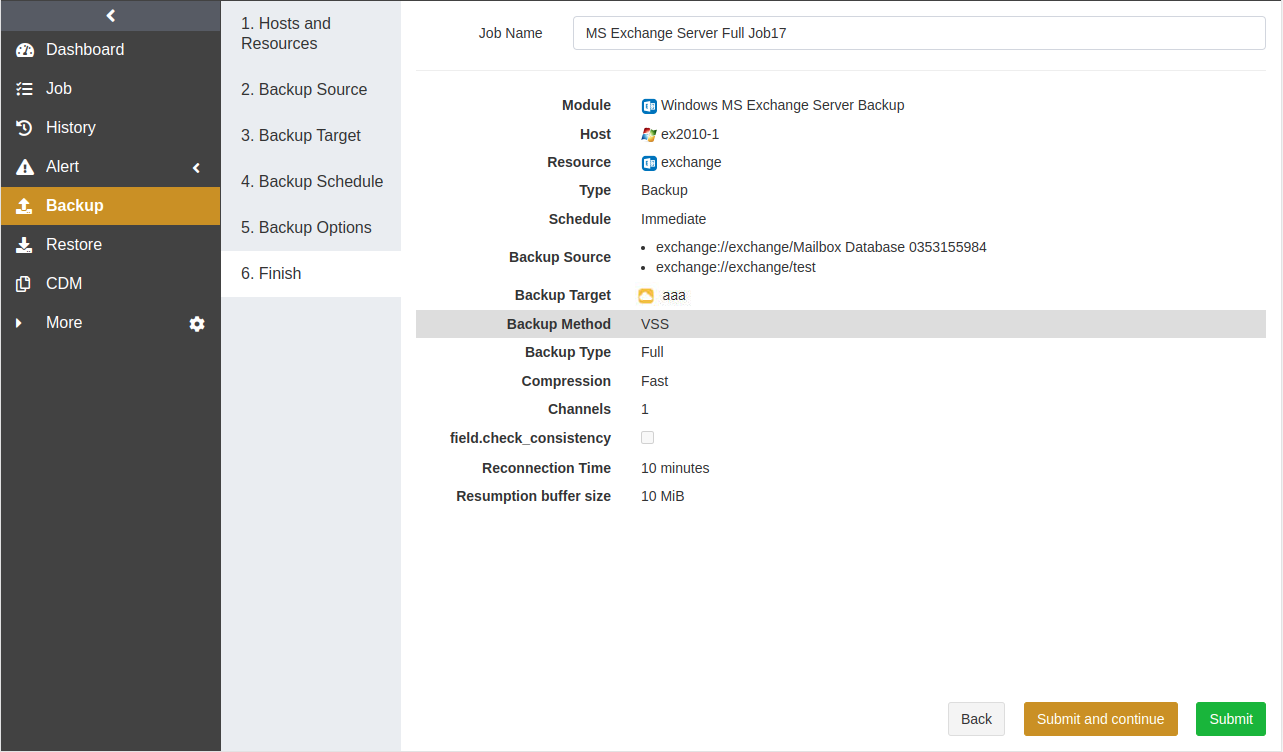 Dashboard
Job
History
Alert
Backup
Restore
CDM
More
1. Hosts and
Resources
2. Backup Source
3. Backup Target
4. Backup Schedule
5. Backup Options
6. Finish
Job Name MS Exchange Server Full Job17
Module Windows MS Exchange Server Backup
Host ex2010-1
Resource exchange
Type Backup
Schedule Immediate
Backup Source
• exchange://exchange/Mailbox Database 0353155984
• exchange://exchange/test
Backup Target aaa
Backup Method VSS
Backup Type Full
Compression Fast
Channels 1
field.check_consistency
Reconnection Time 10 minutes
Resumption buffer size 10 MiB
Back Submit and continue Submit